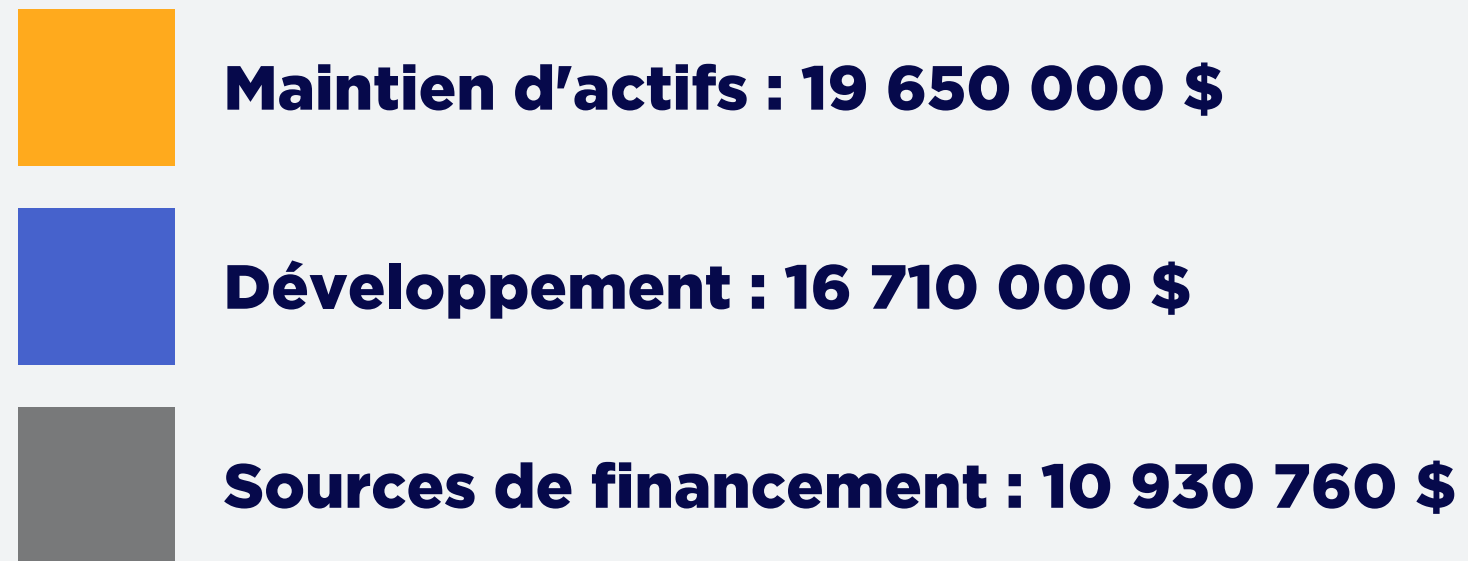 Maintien d'actifs : 19 650 000 $
Développement : 16 710 000 $
Sources de financement : 10 930 760 $